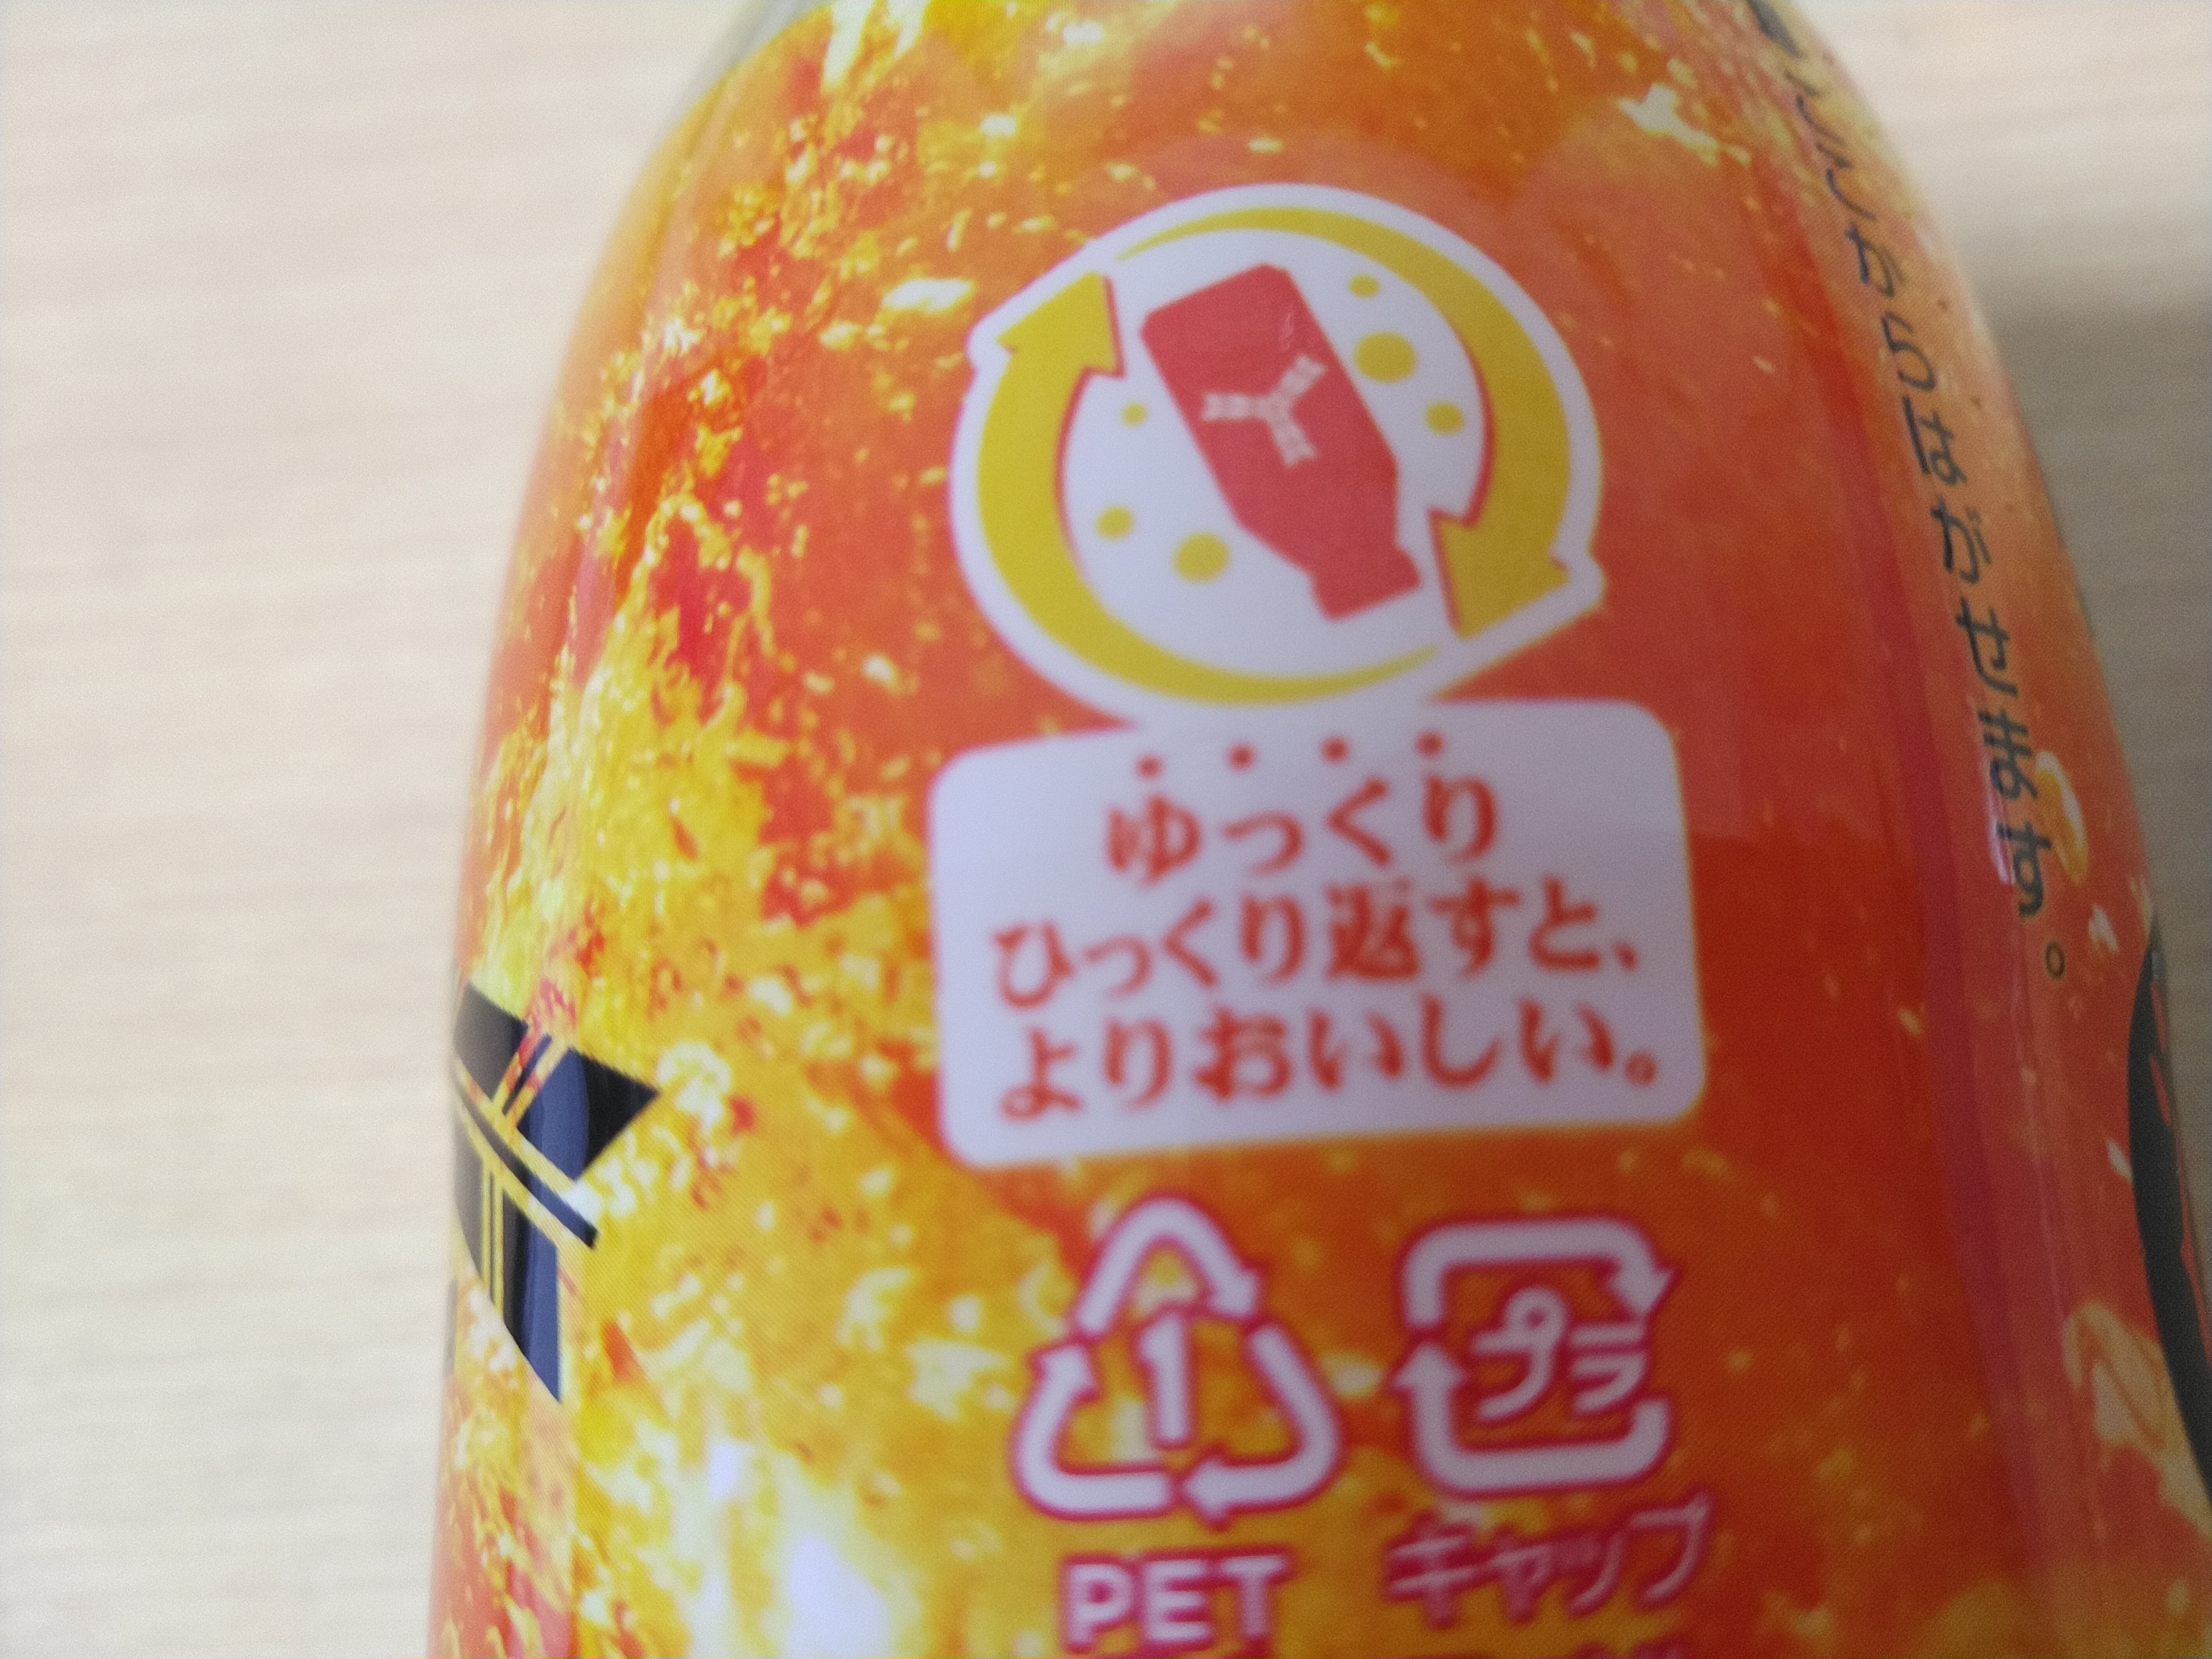 ゆっくり
ひっくり返すと、
よりおいしい。
1
プラ
PET
キャップ
ここからはがせます。